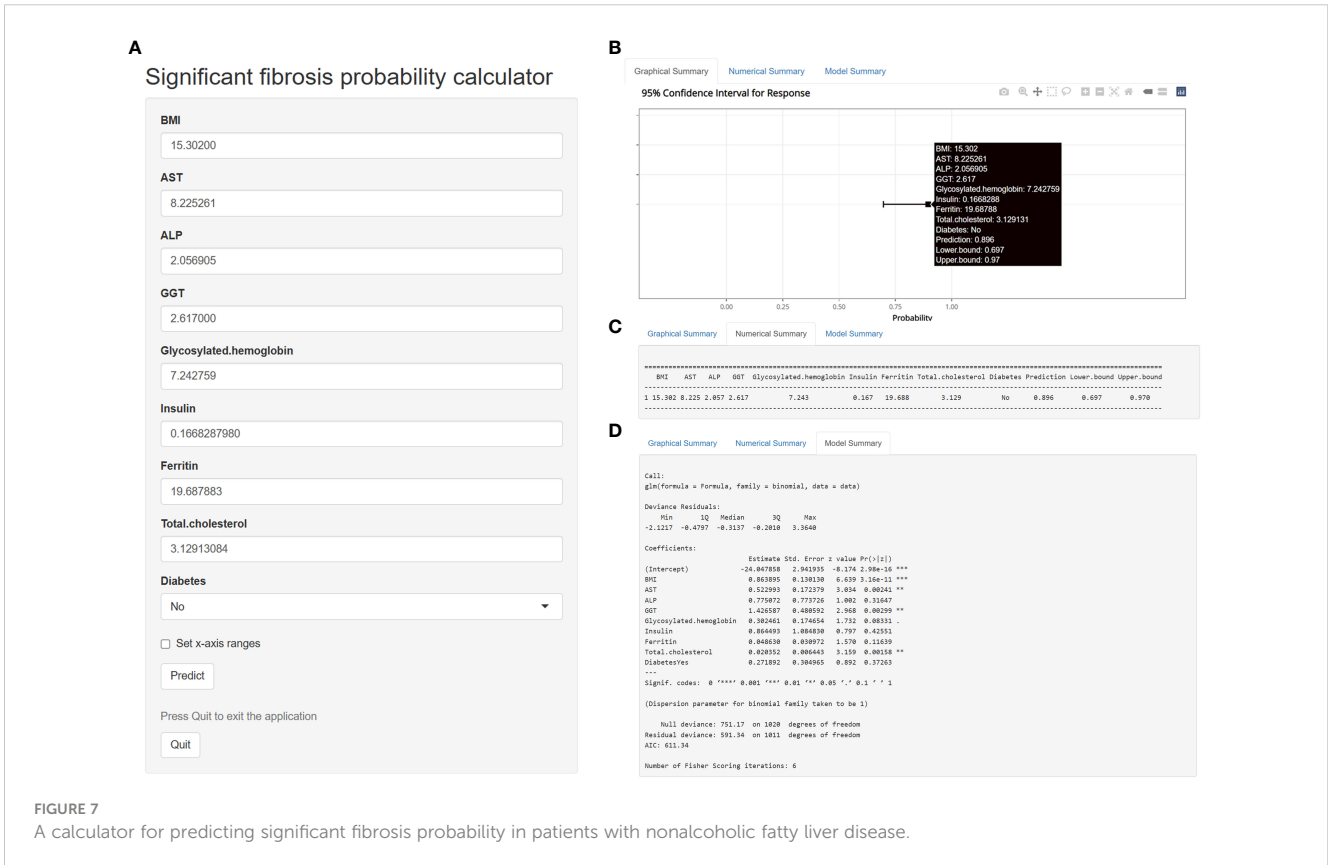 A
Significant fibrosis probability calculator
BMI
15.30200
AST
8.225261
ALP
2.056905
GGT
2.617000
Glycosylated.hemoglobin
7.242759
Insulin
0.1668287980
Ferritin
19.687883
Total.cholesterol
3.12913084
Diabetes
No
Set x-axis ranges
Predict
Press Quit to exit the application
Quit
B
Graphical Summary Numerical Summary Model Summary
95% Confidence Interval for Response
BMI: 15.302
AST: 8.225261
ALP: 2.056905
GGT: 2.617
Glycosylated.hemoglobin: 7.242759
Insulin: 0.1668288
Ferritin: 19.68788
Total.cholesterol: 3.129131
Diabetes: No
Prediction: 0.896
Lower.bound: 0.697
Upper.bound: 0.97
0.00 0.25 0.50 0.75 1.00
Probability
C
Graphical Summary Numerical Summary Model Summary
BMI AST ALP GGT Glycosylated.hemoglobin Insulin Ferritin Total.cholesterol Diabetes Prediction Lower.bound Upper.bound
1 15.302 8.225 2.057 2.617 7.243 0.167 19.688 3.129 No 0.896 0.697 0.970
D
Graphical Summary Numerical Summary Model Summary
Call:
glm(formula = Formula, family = binomial, data = data)
Deviance Residuals:
Min 1Q Median 3Q Max
-2.1217 -0.4797 -0.3137 -0.2010 3.3640
Coefficients:
Estimate Std. Error z value Pr(>|z|)
(Intercept) -24.047858 2.941935 -8.174 2.98e-16 ***
BMI 0.863895 0.130130 6.639 3.16e-11 ***
AST 0.522993 0.172379 3.034 0.00241 **
ALP 0.775072 0.773726 1.002 0.31647
GGT 1.426587 0.480592 2.968 0.00299 **
Glycosylated.hemoglobin 0.302461 0.174654 1.732 0.08331 .
Insulin 0.864493 1.084830 0.797 0.42551
Ferritin 0.048630 0.030972 1.570 0.11639
Total.cholesterol 0.020352 0.006443 3.159 0.00158 **
DiabetesYes 0.271892 0.304965 0.892 0.37263
---
Signif. codes: 0 '***' 0.001 '**' 0.01 '*' 0.05 '.' 0.1 ' ' 1
(Dispersion parameter for binomial family taken to be 1)
Null deviance: 751.17 on 1020 degrees of freedom
Residual deviance: 591.34 on 1011 degrees of freedom
AIC: 611.34
Number of Fisher Scoring iterations: 6
FIGURE 7
A calculator for predicting significant fibrosis probability in patients with nonalcoholic fatty liver disease.